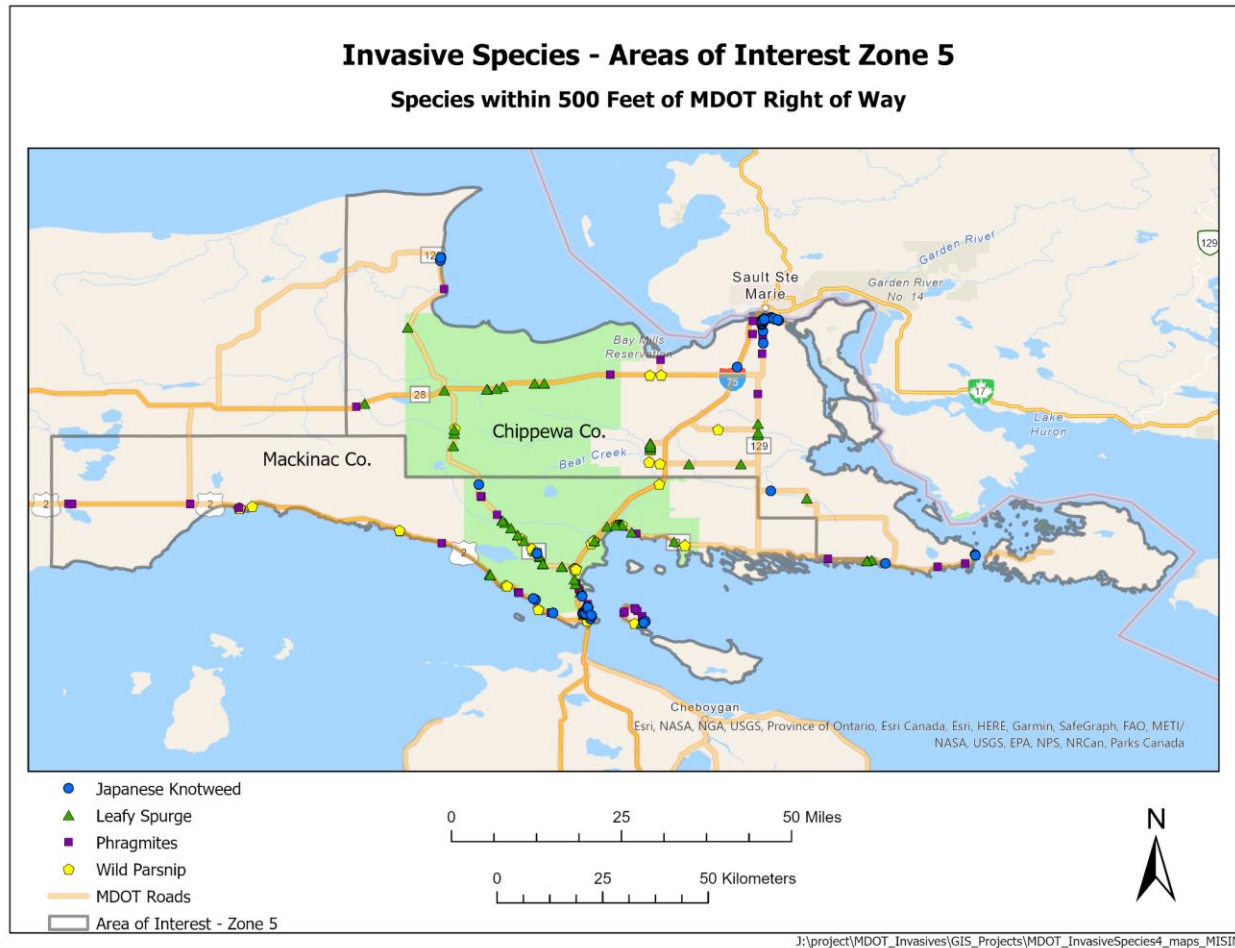 Invasive Species - Areas of Interest Zone 5
Species within 500 Feet of MDOT Right of Way
Garden River
129
Sault Ste
Marie
Garden River
No. 14
Bay Mills
Reservation
75
17
28
Lake
Huron
Chippewa Co.
129
Mackinac Co.
Bear Creek
2
2
2
Cheboygan
Esri, NASA, NGA, USGS, Province of Ontario, Esri Canada, Esri, HERE, Garmin, SafeGraph, FAO, METI/
NASA, USGS, EPA, NPS, NRCan, Parks Canada
Japanese Knotweed
Leafy Spurge
Phragmites
Wild Parsnip
MDOT Roads
Area of Interest - Zone 5
0 25 50 Miles
0 25 50 Kilometers
N
J:\project\MDOT_Invasives\GIS_Projects\MDOT_InvasiveSpecies4_maps_MISIN